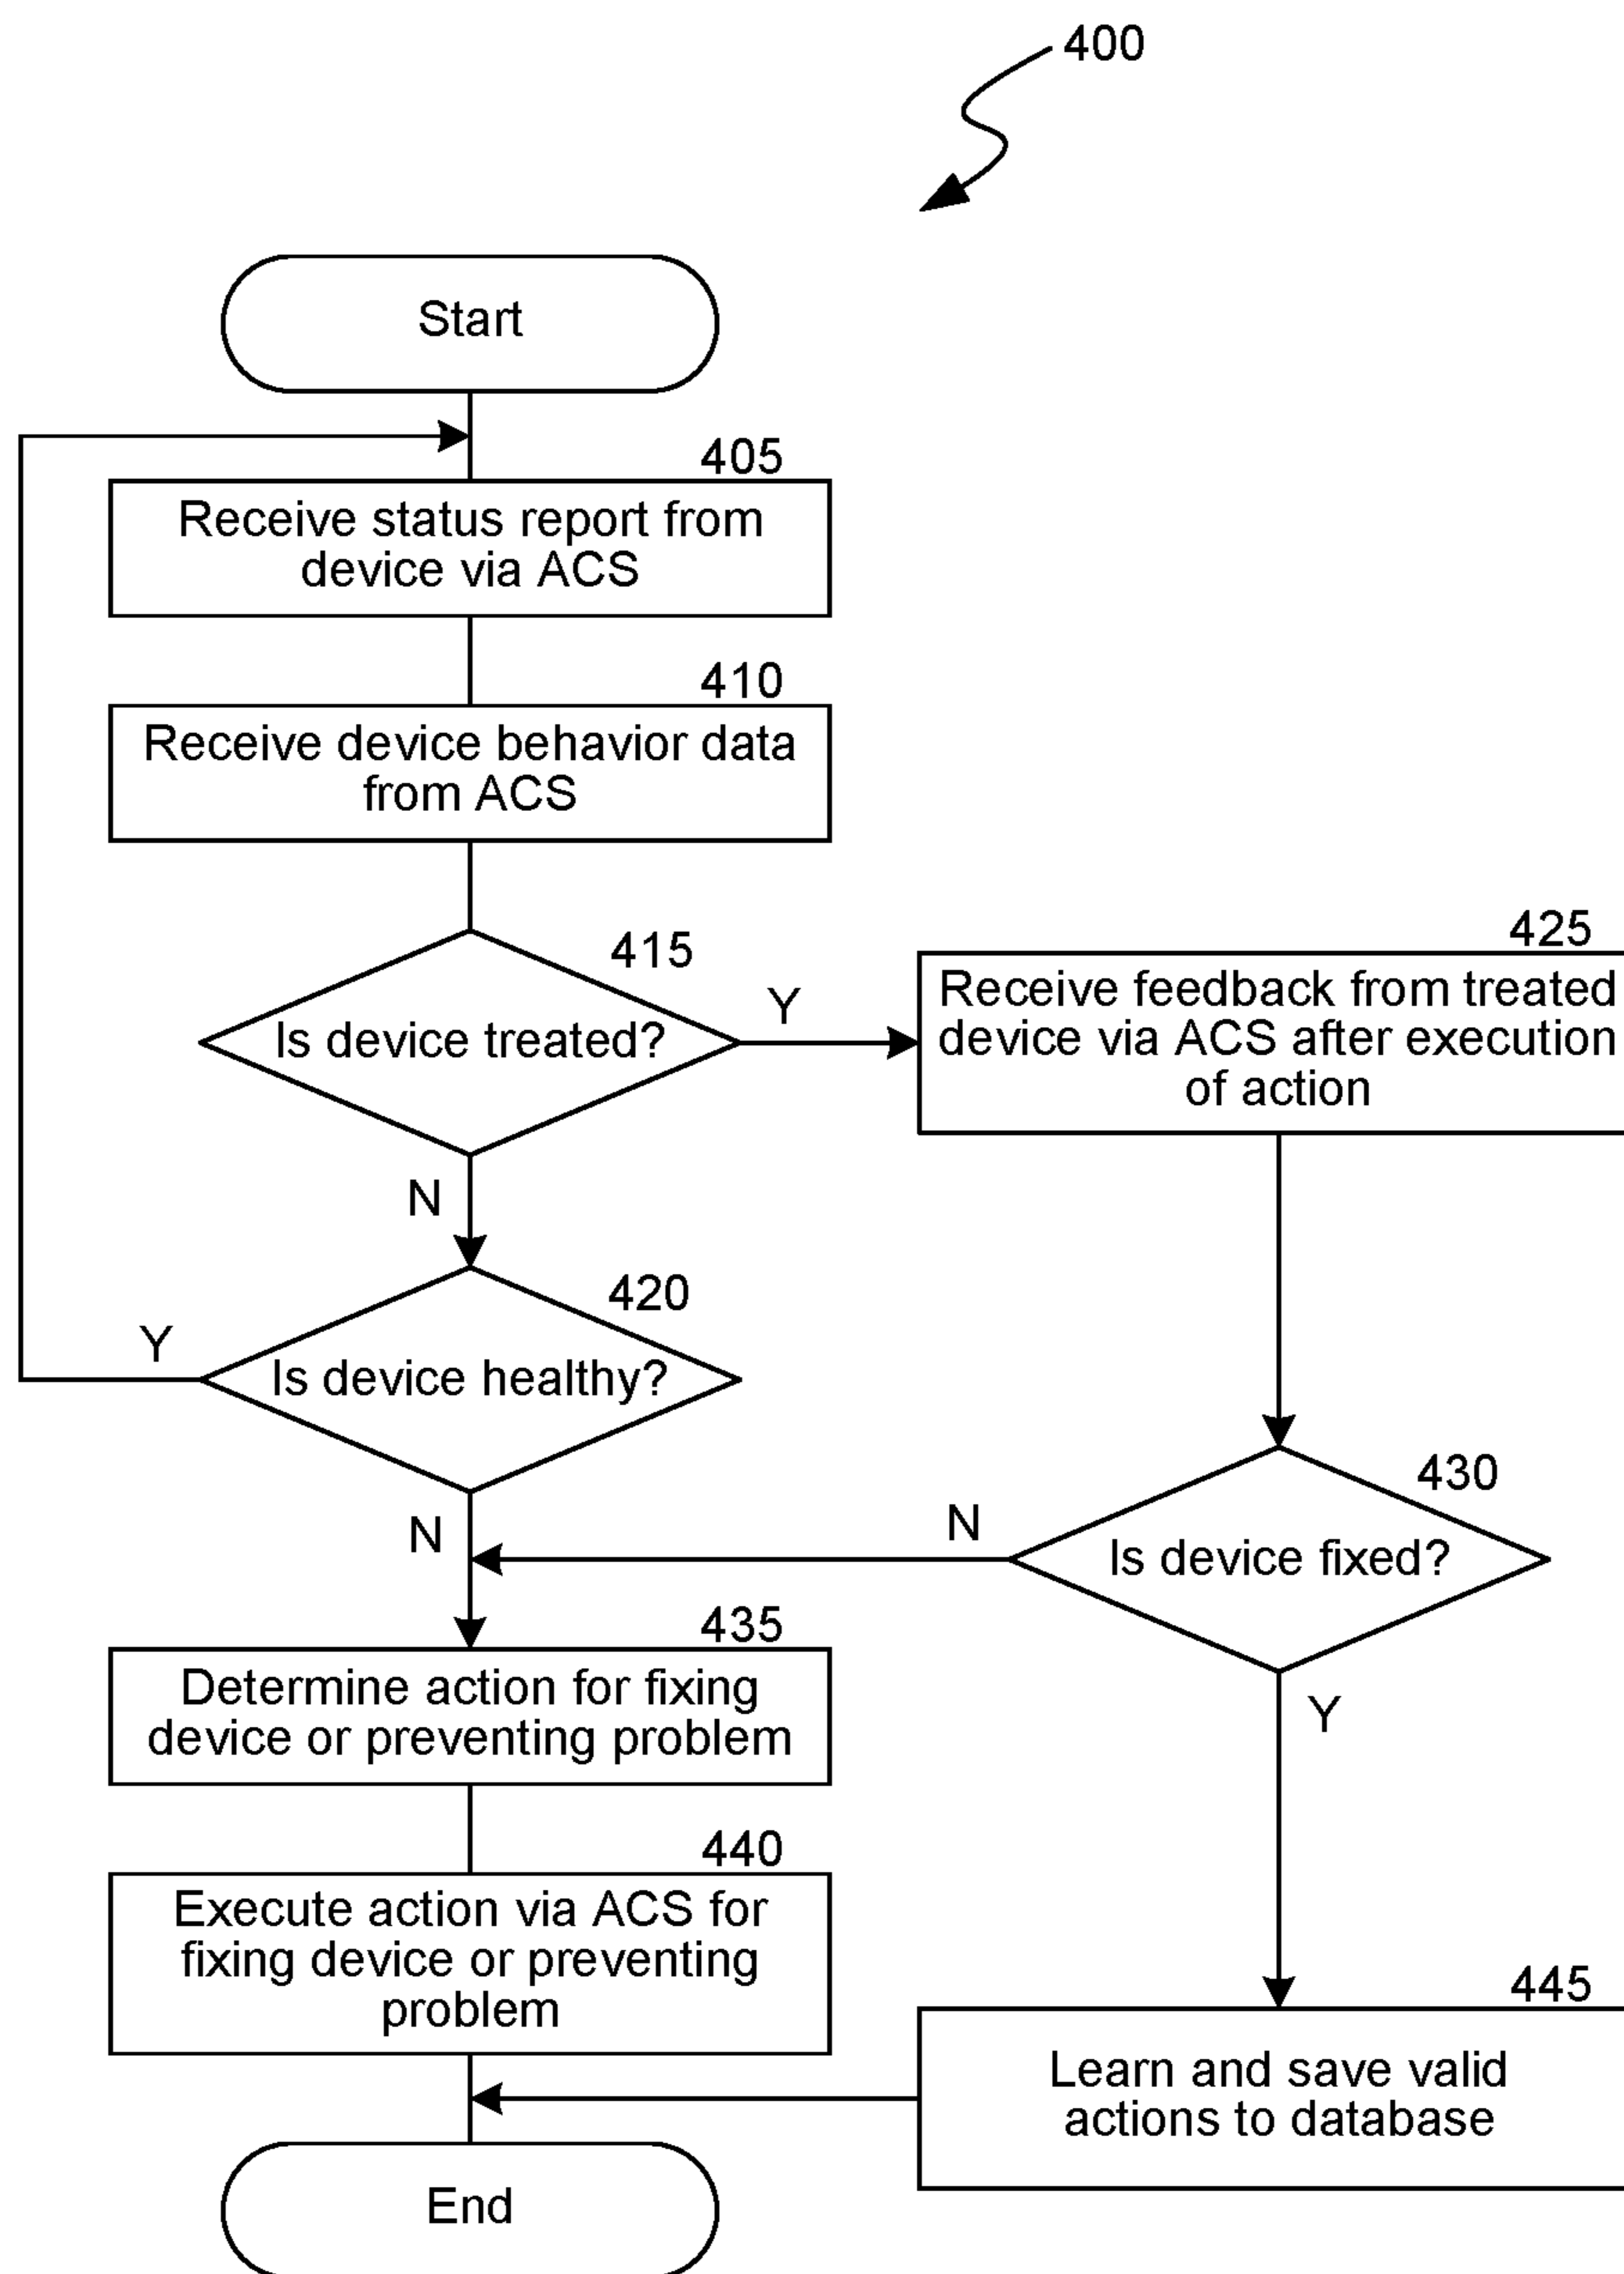 400
Start
405
Receive status report from
device via ACS
410
Receive device behavior data
from ACS
415
Is device treated?
Y
N
425
Receive feedback from treated
device via ACS after execution
of action
420
Is device healthy?
Y
N
430
Is device fixed?
N
Y
435
Determine action for fixing
device or preventing problem
440
Execute action via ACS for
fixing device or preventing
problem
445
Learn and save valid
actions to database
End